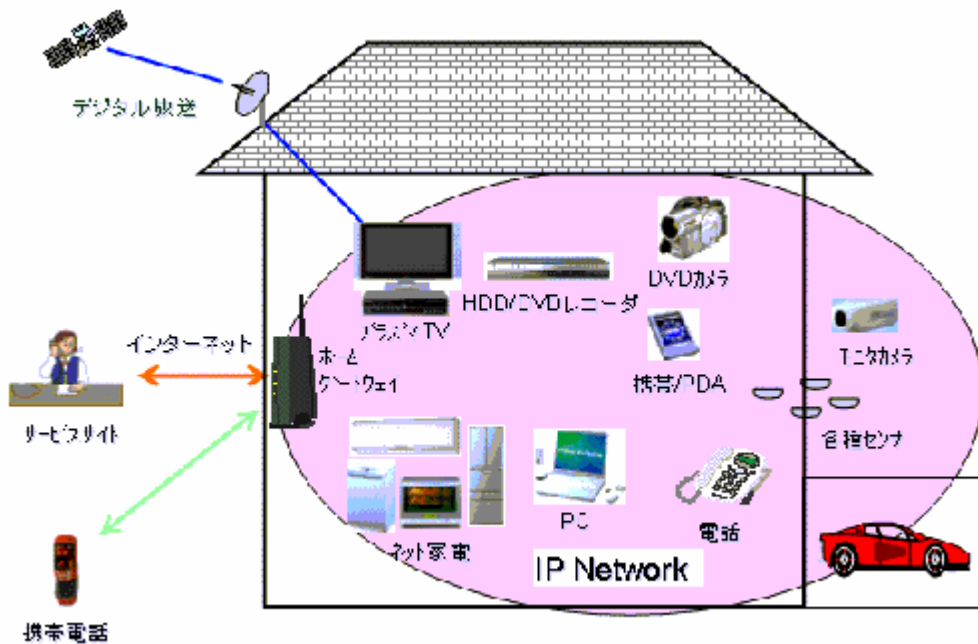 デジタル放送
DVDカメラ
HDD/DVDレコーダ
プラズマTV
インターネット
ホーム
ゲートウェイ
携帯/PDA
モニタカメラ
サービスサイト
各種センサ
PC
電話
ネット家電
IP Network
携帯電話